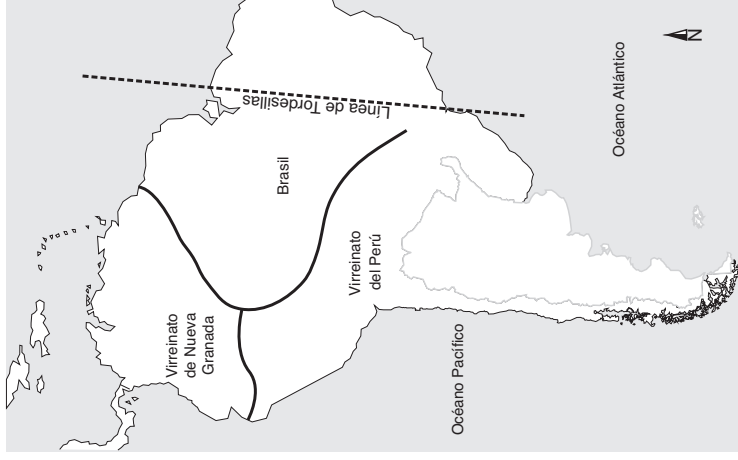 Línea de Tordesillas
Océano Atlántico
N
Brasil
Virreinato
de Nueva
Granada
Virreinato
del Perú
Océano Pacífico